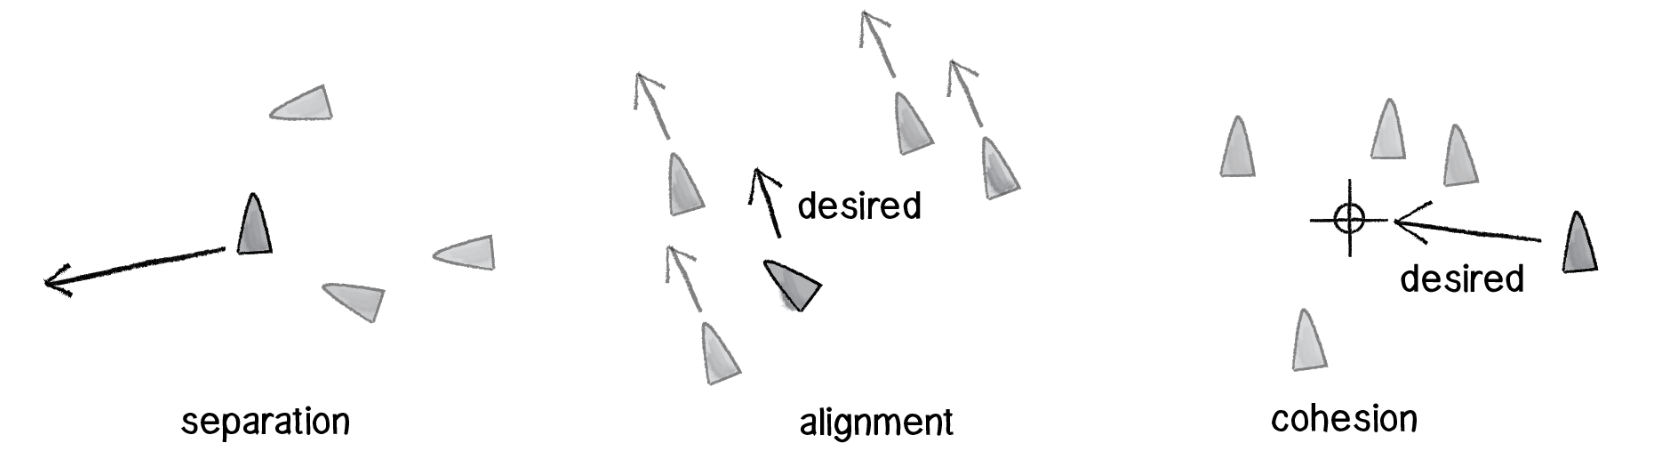 desired
desired
separation
alignment
cohesion